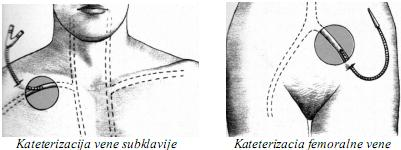 Kateterizacija vene subklavije
Kateterizacia femoralne vene